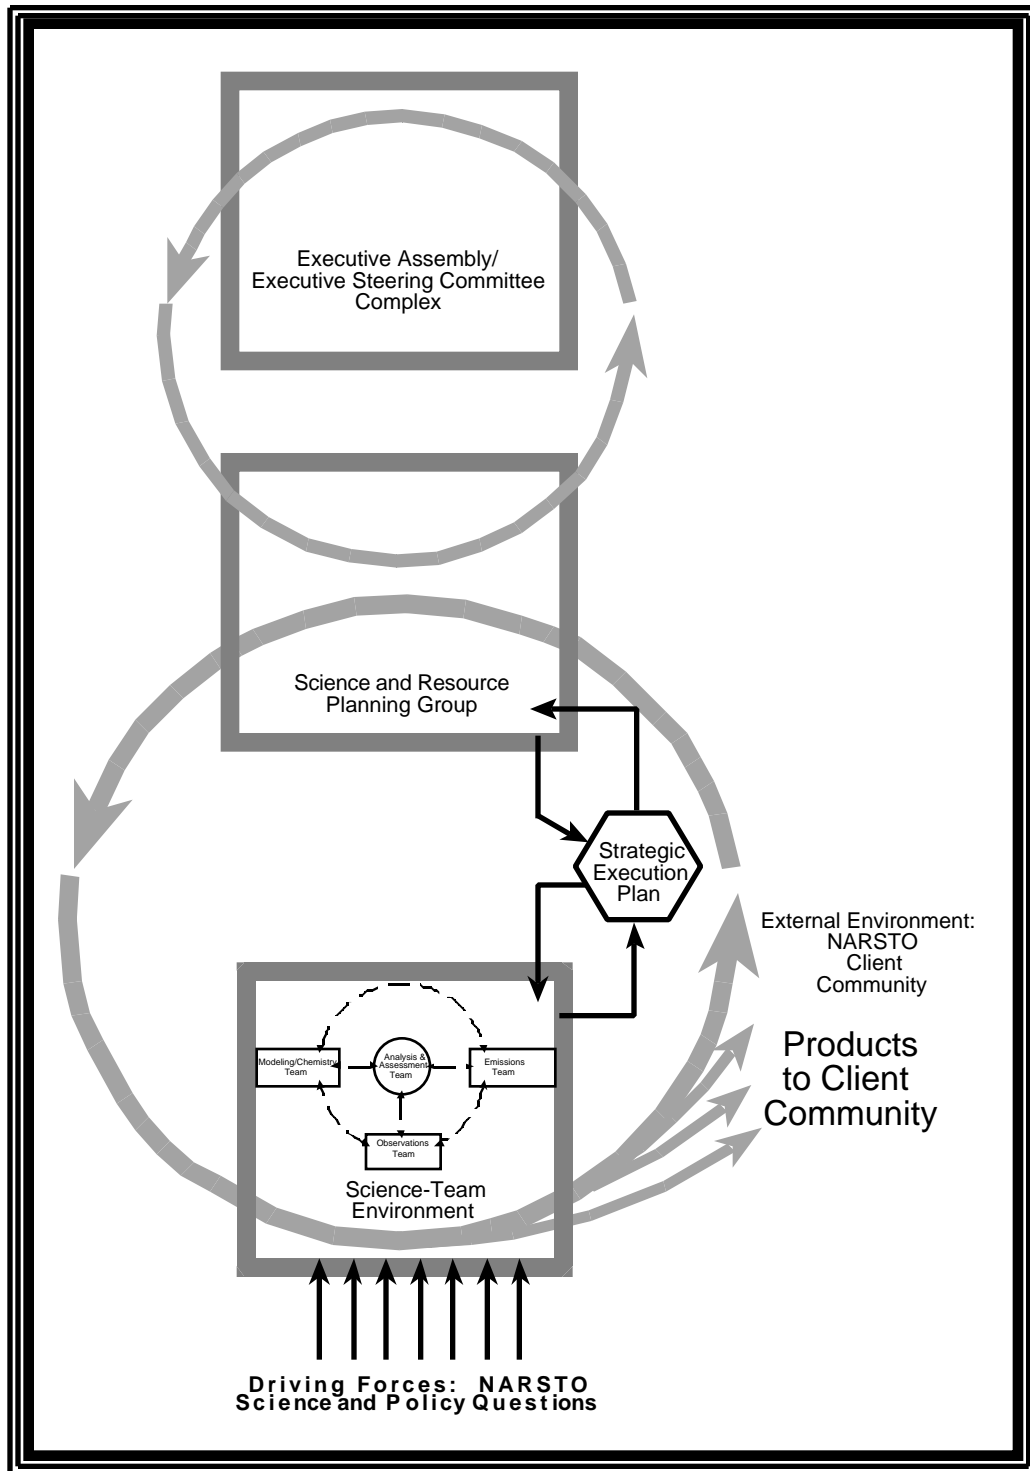 Executive Assembly/
Executive Steering Committee
Complex
Science and Resource
Planning Group
Strategic
Execution
Plan
External Environment:
NARSTO
Client
Community
Products
to Client
Community
Modeling/Chemistry
Team
Analysis &
Assessment
Team
Emissions
Team
Observations
Team
Science-Team
Environment
Driving Forces: NARSTO
Science and Policy Questions